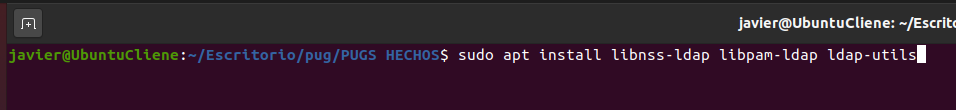 javier@UbuntuCliene: ~/Escrito
javier@UbuntuCliene:~/Escritorio/pug/PUGS HECHOS$ sudo apt install libnss-ldap libpam-ldap ldap-utils